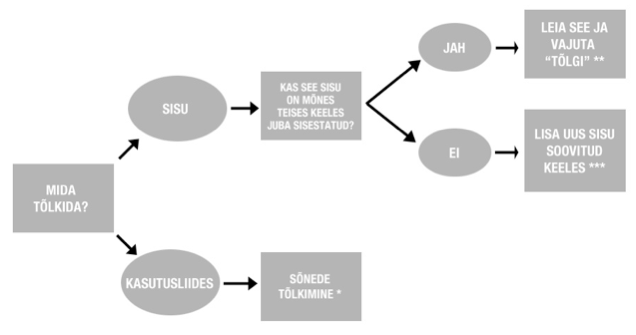 MIDA
TÕLKIDA?
SISU
KAS SEE SISU
ON MÕNES
TEISES KEELES
JUBA SISESTATUD?
JAH
LEIA SEE JA
VAJUTA
“TÕLGI” **
EI
LISA UUS SISU
SOOVITUD
KEELES ***
KASUTUSLIIDES
SÕNEDE
TÕLKIMINE *